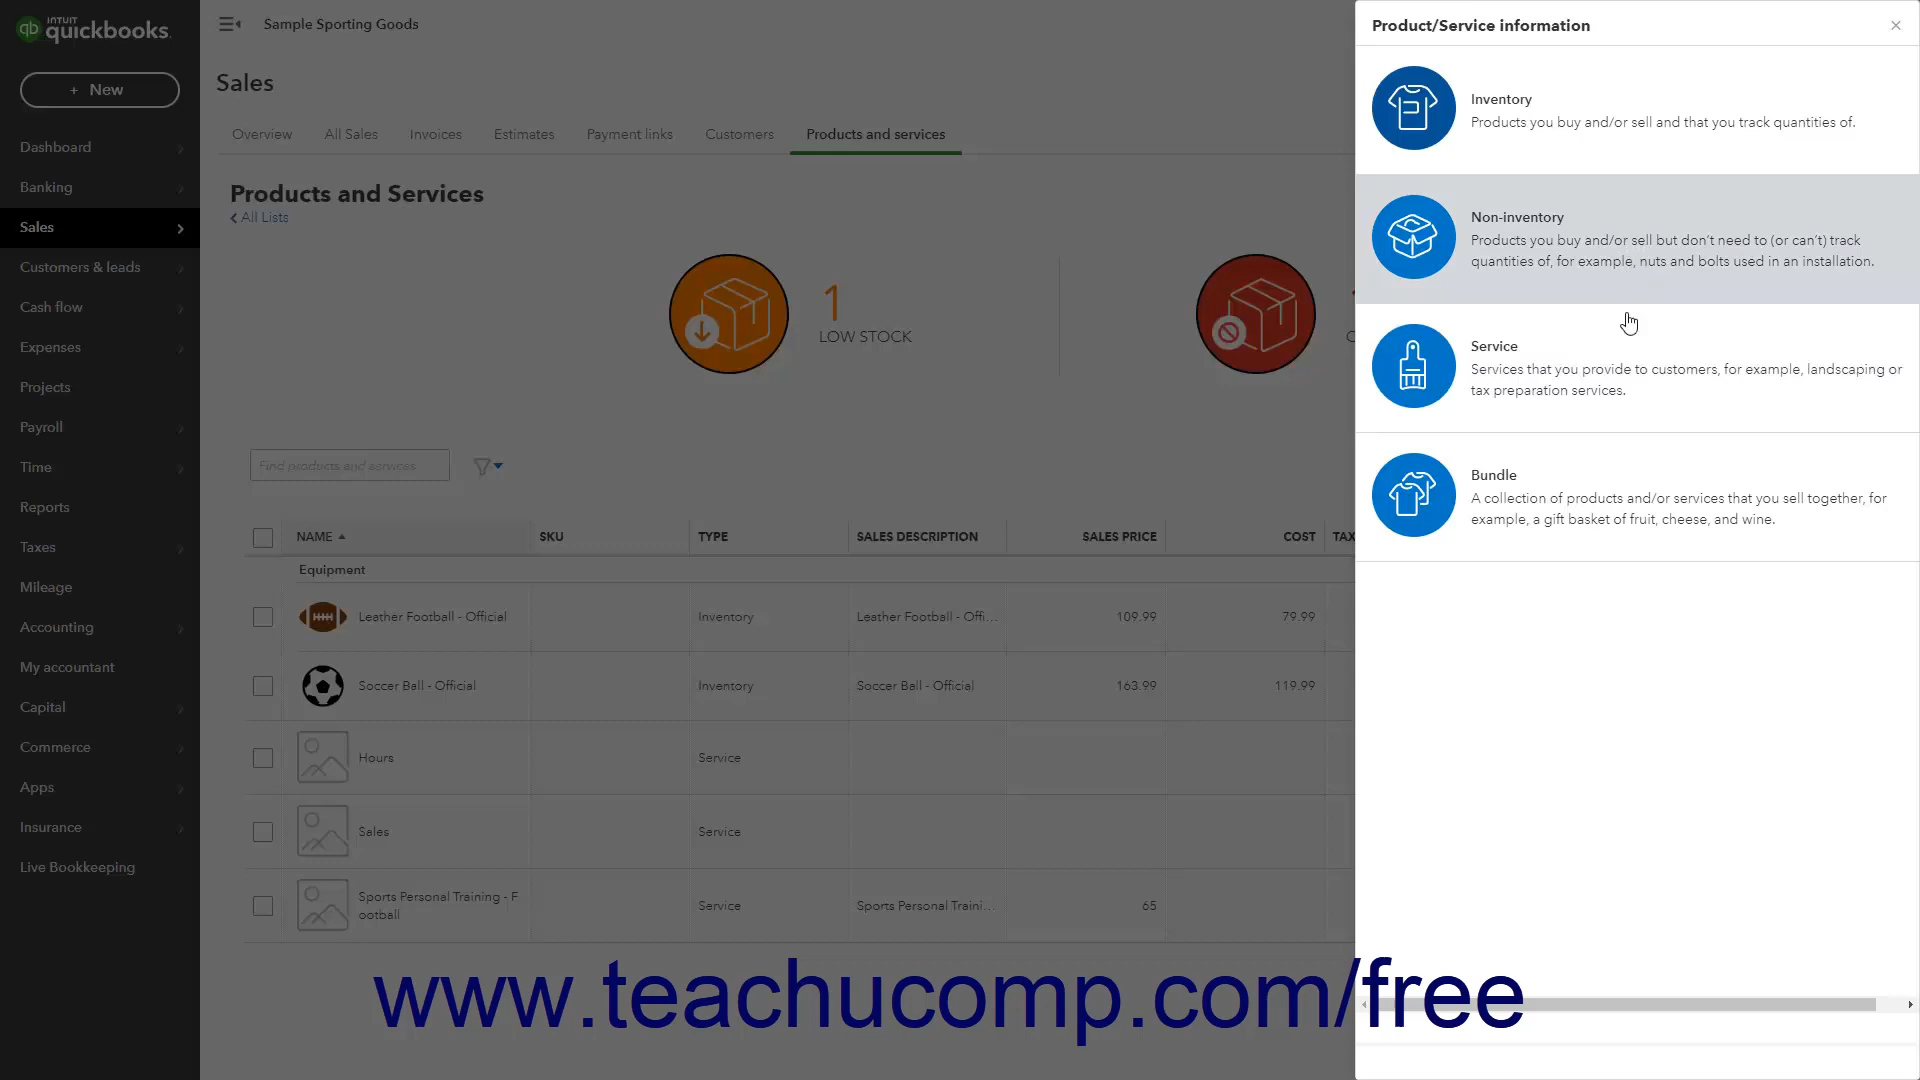 INTUIT
quickbooks.
+ New
Dashboard
Banking
Sales
Customers & leads
Cash flow
Expenses
Projects
Payroll
Time
Reports
Taxes
Mileage
Accounting
My accountant
Capital
Commerce
Apps
Insurance
Live Bookkeeping
Sample Sporting Goods
Sales
Overview All Sales Invoices Estimates Payment links Customers Products and services
Products and Services
All Lists
1
LOW STOCK
Find products and services
NAME SKU TYPE SALES DESCRIPTION SALES PRICE COST TAX
Equipment
Leather Football - Official Inventory Leather Football - Offi... 109.99 79.99
Soccer Ball - Official Inventory Soccer Ball - Official 163.99 119.99
Hours Service
Sales Service
Sports Personal Training - F
ootball Service Sports Personal Traini... 65
Product/Service information
Inventory
Products you buy and/or sell and that you track quantities of.
Non-inventory
Products you buy and/or sell but don't need to (or can't) track
quantities of, for example, nuts and bolts used in an installation.
Service
Services that you provide to customers, for example, landscaping or
tax preparation services.
Bundle
A collection of products and/or services that you sell together, for
example, a gift basket of fruit, cheese, and wine.
www.teachucomp.com/free